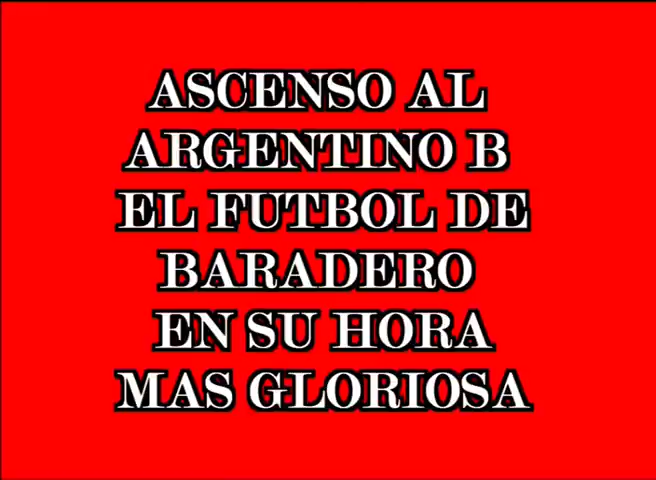 ASCENSO AL
ARGENTINO B
EL FUTBOL DE
BARADERO
EN SU HORA
MAS GLORIOSA